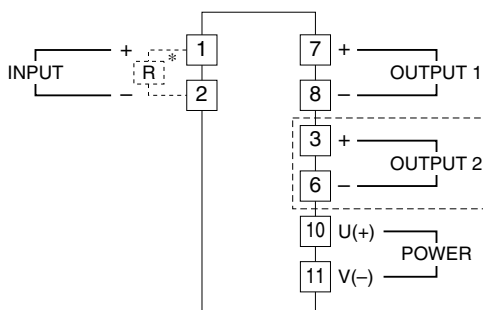 + 1 7 +
INPUT R * OUTPUT 1
– 2 8 –
3 +
OUTPUT 2
6 –
10 U(+)
POWER
11 V(–)